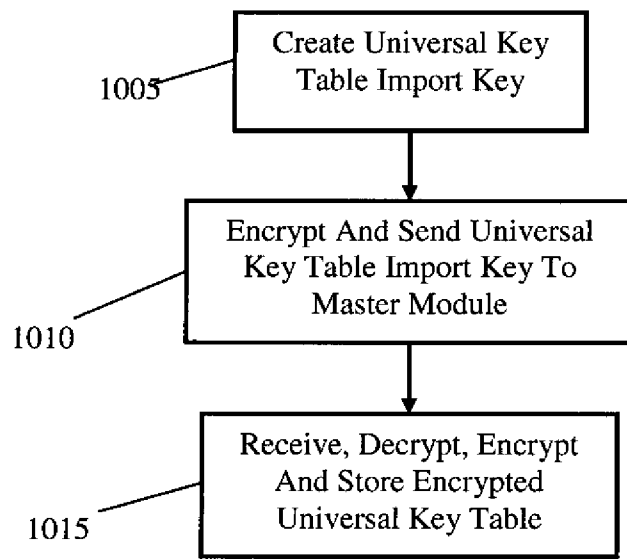 Create Universal Key
Table Import Key
1005
Encrypt And Send Universal
Key Table Import Key To
Master Module
1010
Receive, Decrypt, Encrypt
And Store Encrypted
Universal Key Table
1015